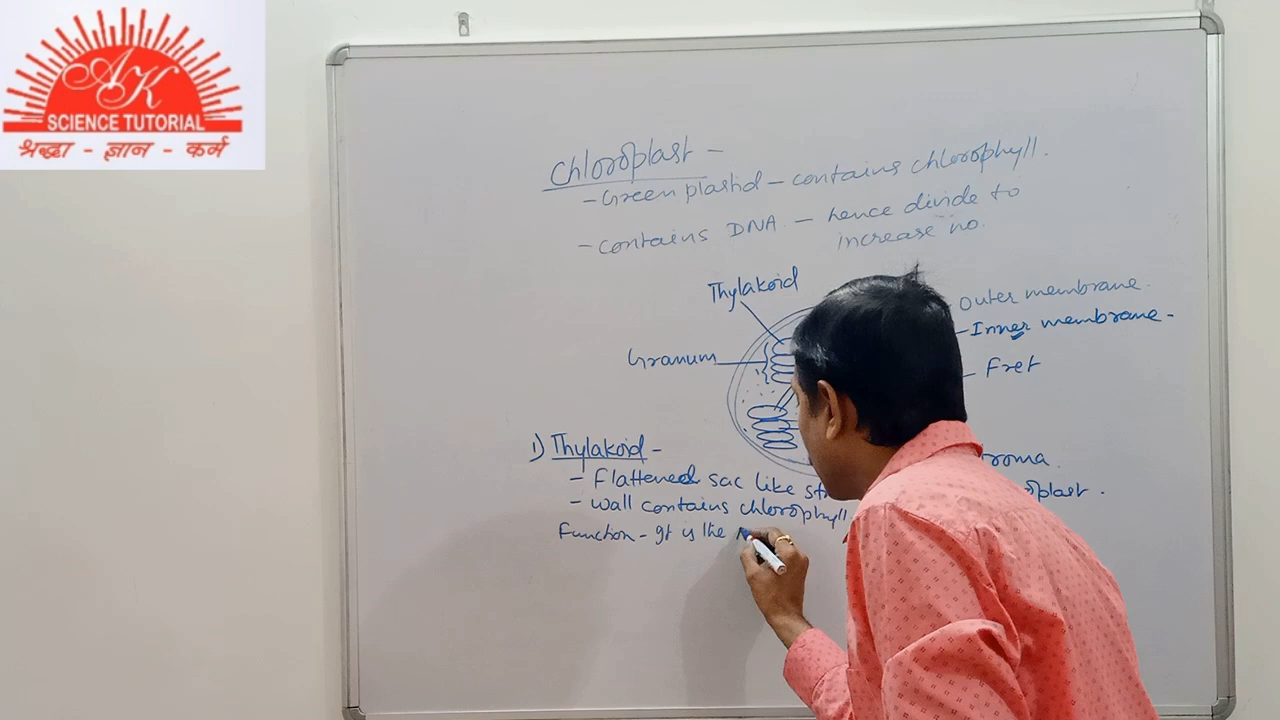 AK
SCIENCE TUTORIAL
श्रद्धा - ज्ञान - कर्म
Chloroplast -
- Green plastid - contains chlorophyll.
- contains DNA. - hence divide to
increase no.
Thylakoid
Outer membrane.
Inner membrane -
Granum
Fret
1) Thylakoid -
- Flattened sac like
- wall contains chlorophyll
Function - It is the